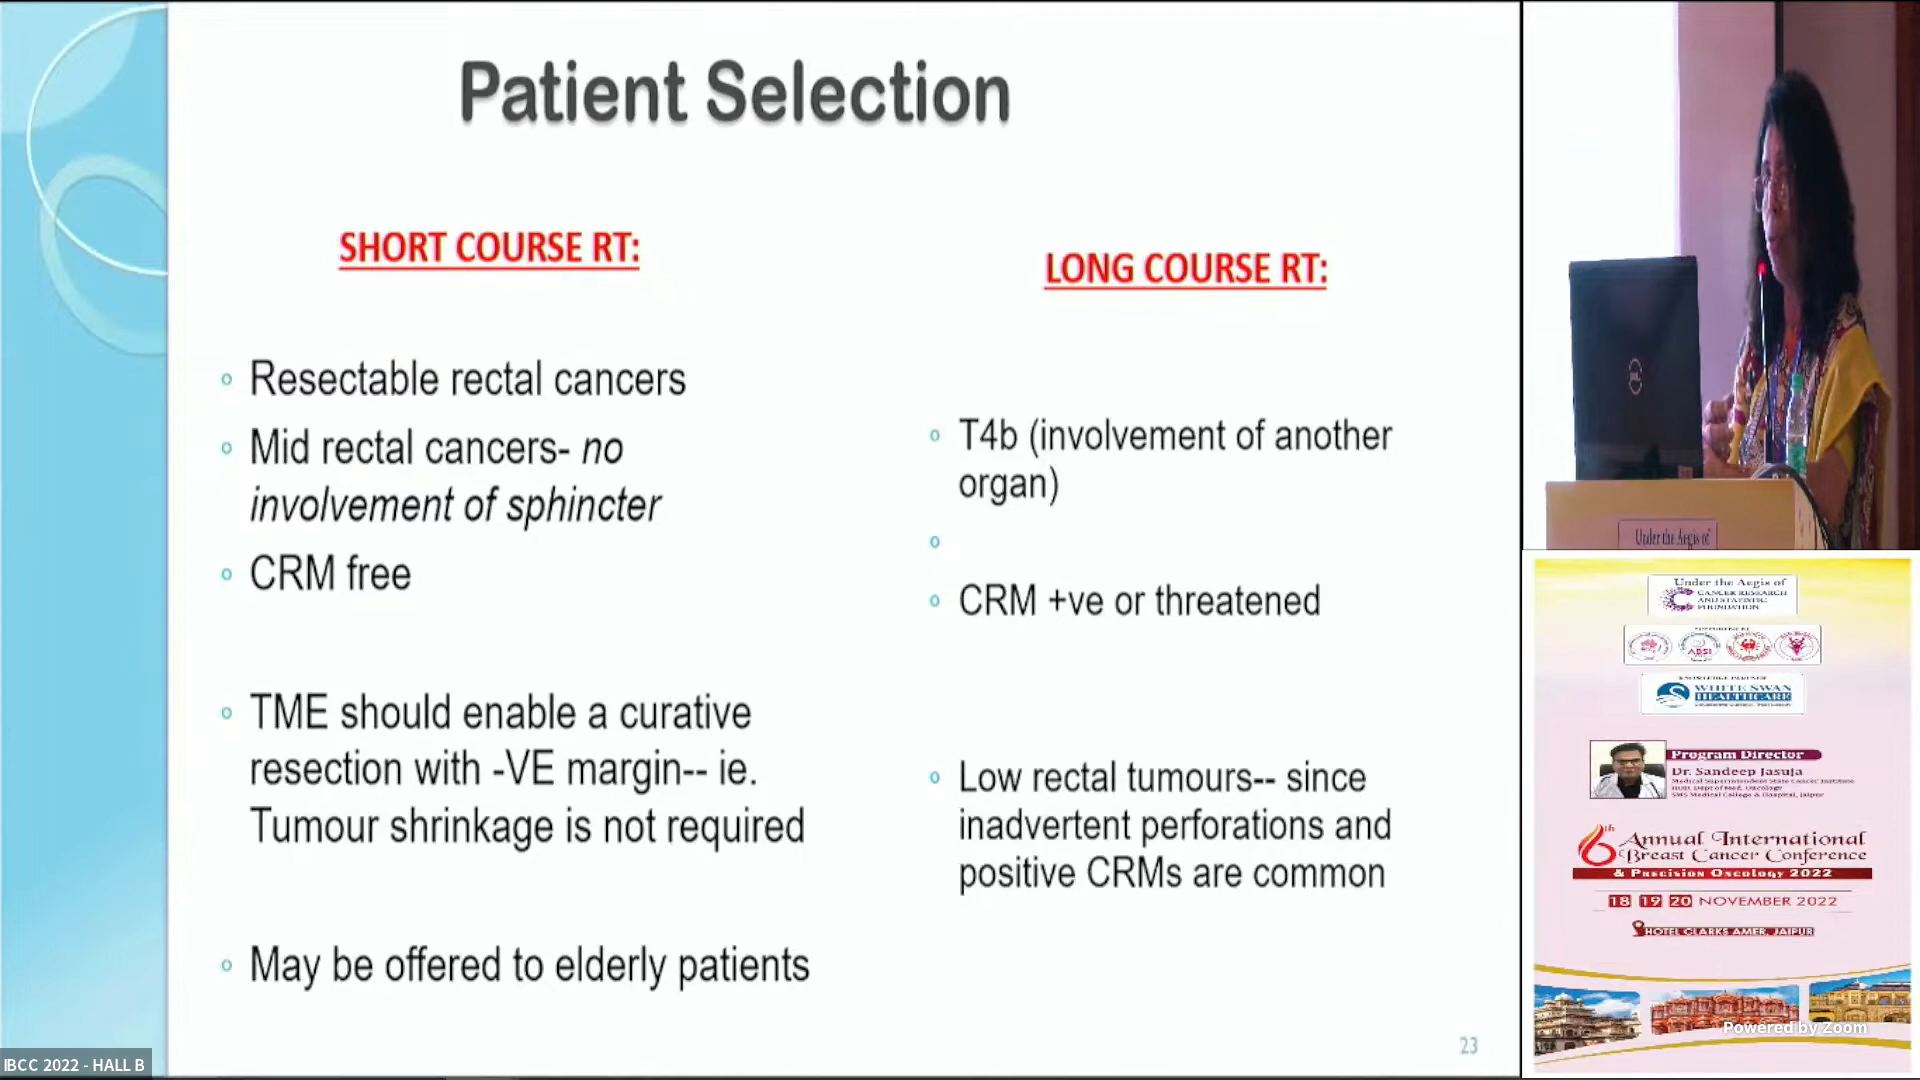 Patient Selection
SHORT COURSE RT:
Resectable rectal cancers
Mid rectal cancers- no
involvement of sphincter
CRM free
TME should enable a curative
resection with -VE margin-- ie.
Tumour shrinkage is not required
May be offered to elderly patients
LONG COURSE RT:
T4b (involvement of another
organ)
CRM +ve or threatened
Low rectal tumours-- since
inadvertent perforations and
positive CRMs are common
23
IBCC 2022 - HALL B
Under the Aegis of
Under the Aegis of
CANCER RESEARCH
AND STATISTIC
FOUNDATION
ABSI
KNOWLEDGE PARTNER
WHITE SWAN
HEALTHCARE
Program Director
Dr. Sandeep Jasuja
Medical Superintendent State Cancer Institute
HOD, Dept of Med. Oncology
SMS Medical College & Hospital, Jaipur
6th Annual International
Breast Cancer Conference
& Precision Oncology 2022
18 19 20 NOVEMBER 2022
HOTEL CLARKS AMER, JAIPUR
Powered by Zoom